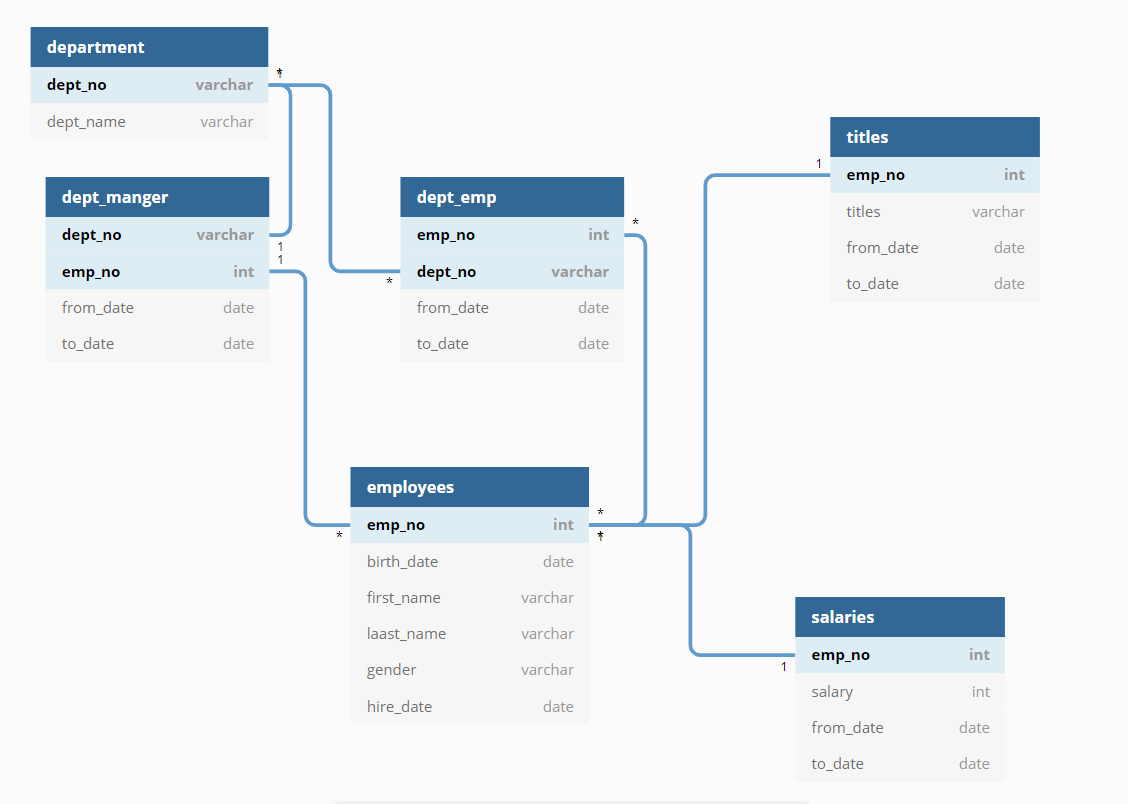 department
dept_no varchar
dept_name varchar
*
dept_manger
dept_no varchar
emp_no int
from_date date
to_date date
1
1
dept_emp
emp_no int
dept_no varchar
from_date date
to_date date
*
*
titles
emp_no int
titles varchar
from_date date
to_date date
1
employees
emp_no int
birth_date date
first_name varchar
laast_name varchar
gender varchar
hire_date date
*
*
salaries
emp_no int
salary int
from_date date
to_date date
1